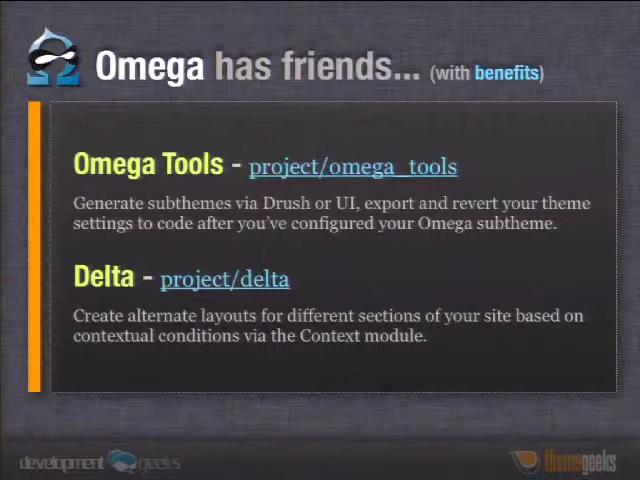 Omega has friends... (with benefits)
Omega Tools - project/omega_tools
Generate subthemes via Drush or UI, export and revert your theme
settings to code after you've configured your Omega subtheme.
Delta - project/delta
Create alternate layouts for different sections of your site based on
contextual conditions via the Context module.
development geeks
themegeeks